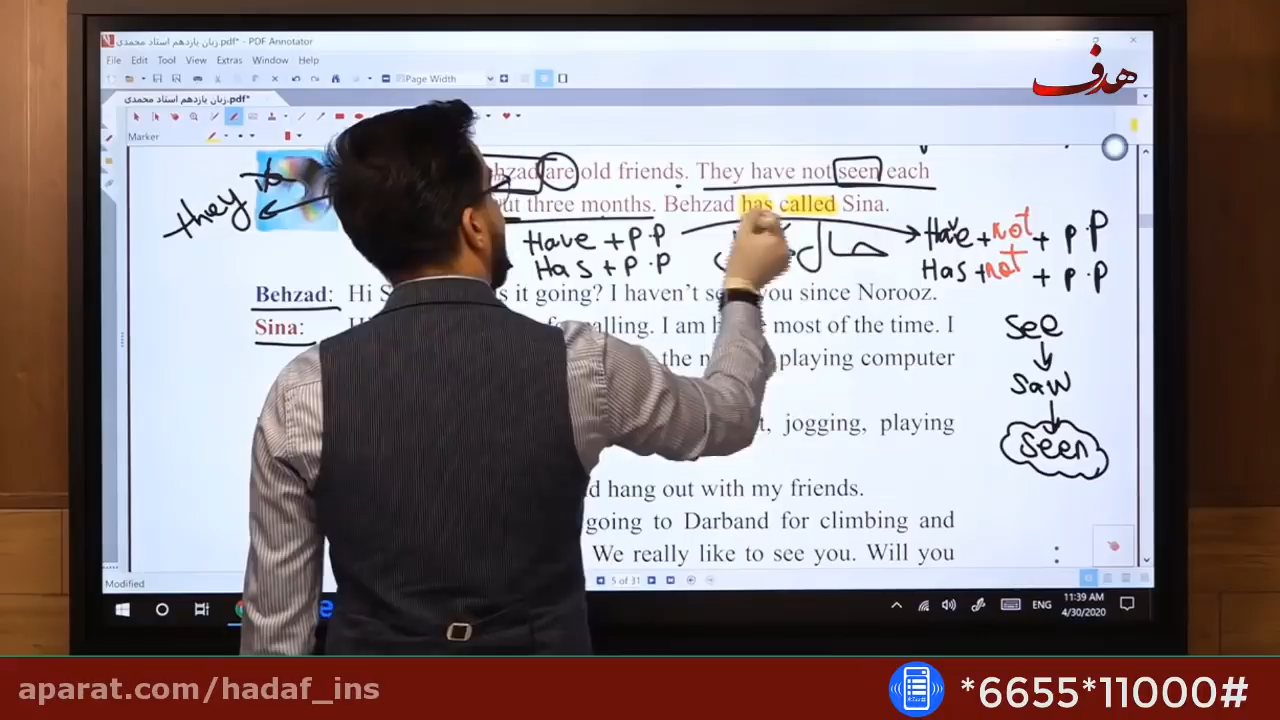 زبان یازدهم استاد محمدی.pdf* - PDF Annotator
هدف
File Edit Tool View Extras Window Help
Page Width
زبان یازدهم استاد محمدی.pdf*
Marker
are old friends. They have not seen each
three months. Behzad has called Sina.
they
Have + P.P
Has + P.P
حال
Have + not + P.P
Has + not + P.P
Behzad: Hi it going? I haven't you since Norooz.
Sina: calling. I am most of the time. I
the playing computer
jogging, playing
hang out with my friends.
going to Darband for climbing and
We really like to see you. Will you
see
saw
seen
Modified
5 of 31
ENG
11:39 AM
4/30/2020
aparat.com/hadaf_ins
*6655*11000#